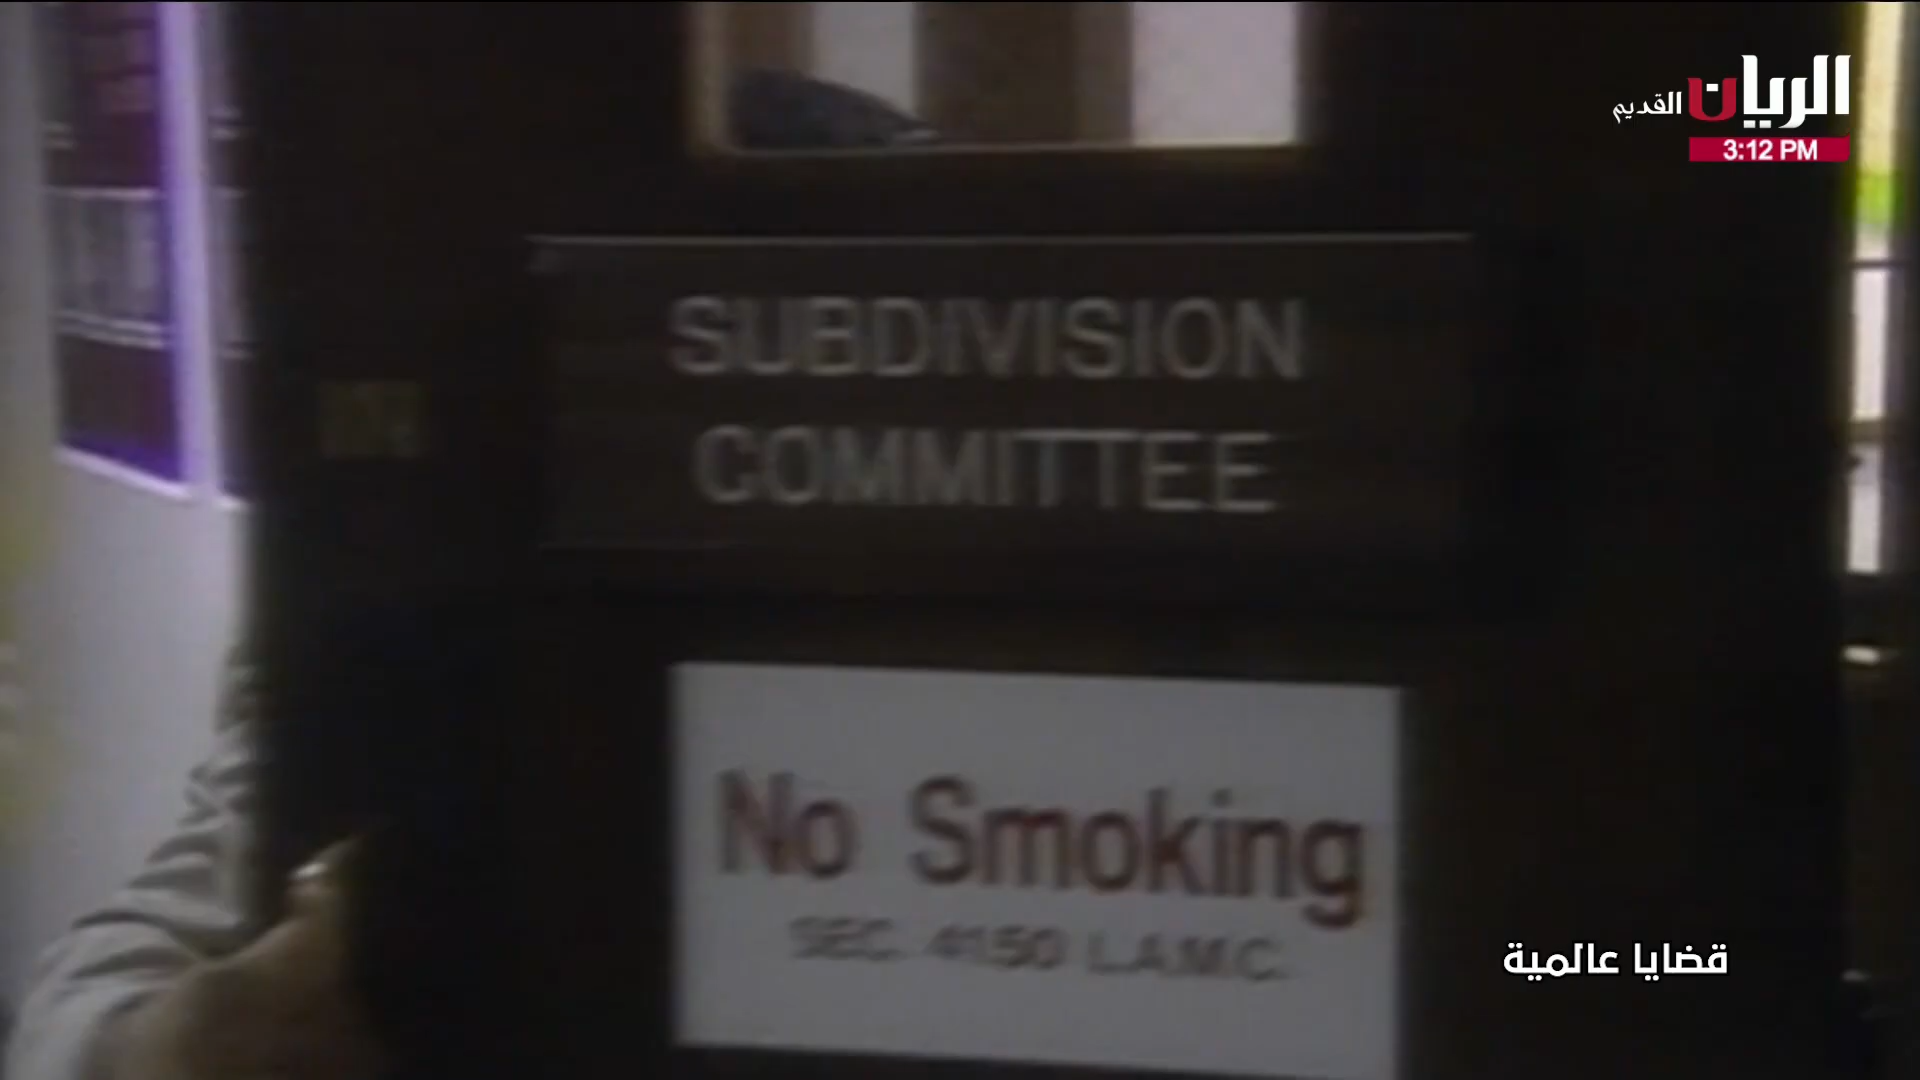 الريان القديم
3:12 PM
SUBDIVISION
COMMITTEE
No Smoking
SEC. 4150 L.A.M.C.
قضايا عالمية